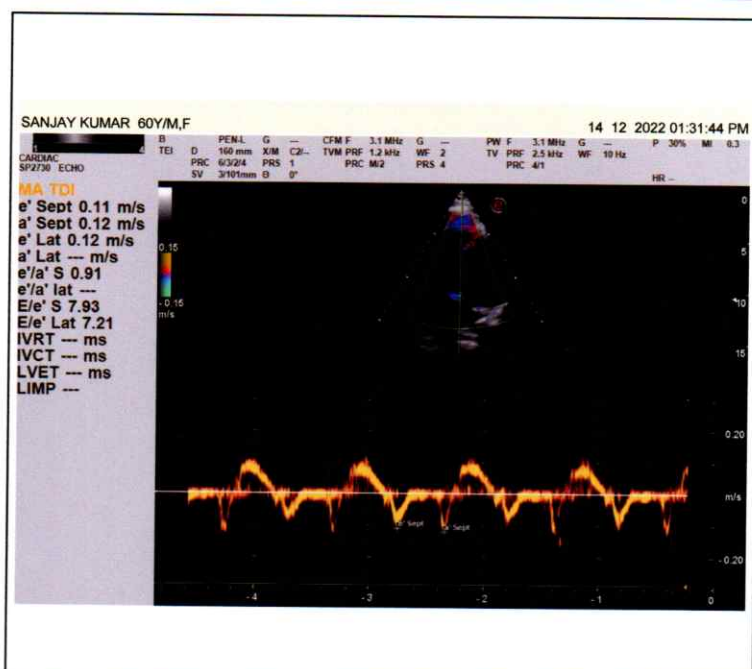 SANJAY KUMAR 60Y/M,F
14 12 2022 01:31:44 PM
B PEN-L G --- CFM F 3.1 MHz G --- PW F 3.1 MHz G --- P 30% MI 0.3
TEI D 160 mm X/M C2/-- TVM PRF 1.2 kHz WF 2 TV PRF 2.5 kHz WF 10 Hz
PRC 6/3/2/4 PRS 1 PRC M/2 PRS 4 PRC 4/1
SV 3/101mm Θ 0° HR --
CARDIAC
SP2730 ECHO
MA TDI
e' Sept 0.11 m/s
a' Sept 0.12 m/s
e' Lat 0.12 m/s
a' Lat --- m/s
e'/a' S 0.91
e'/a' lat ---
E/e' S 7.93
E/e' Lat 7.21
IVRT --- ms
IVCT --- ms
LVET --- ms
LIMP ---
0.15
- 0.15
m/s
0
5
10
15
0.20
m/s
- 0.20
e' Sept
a' Sept
- 4
- 3
- 2
- 1
0